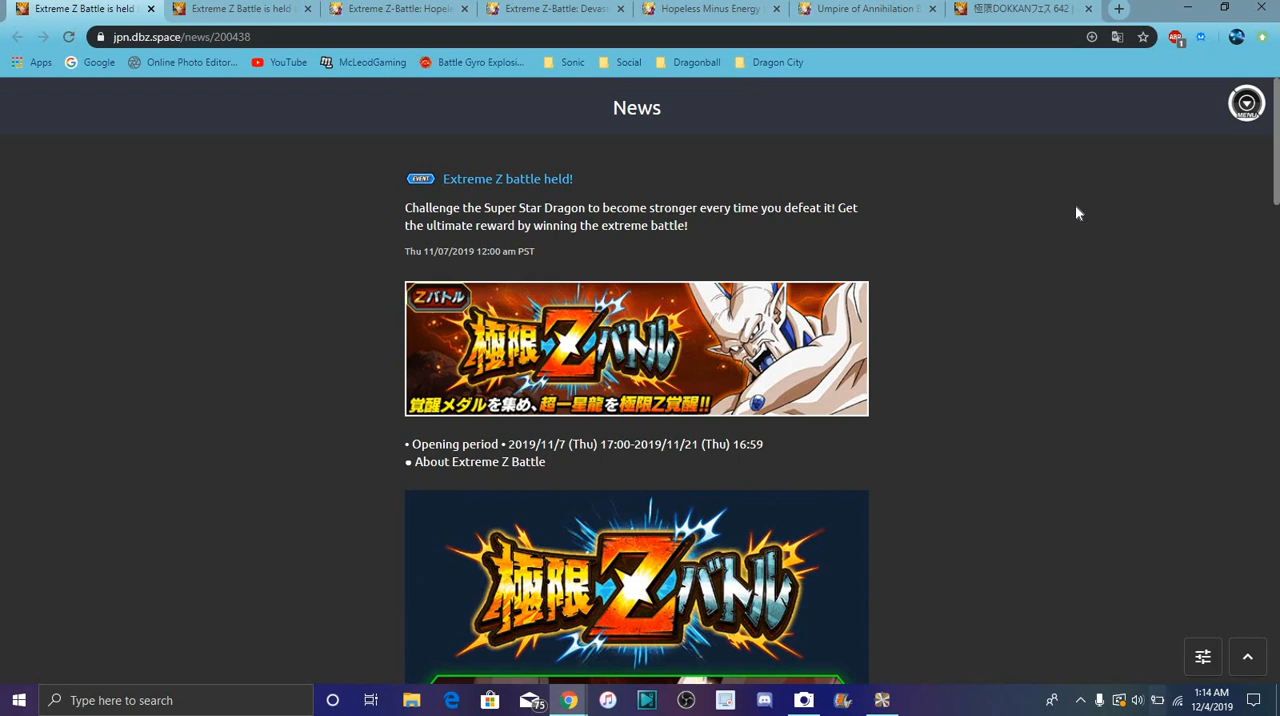 Extreme Z Battle is held
Extreme Z Battle is held
Extreme Z-Battle: Hopel
Extreme Z-Battle: Devas
Hopeless Minus Energy
Umpire of Annihilation
極限DOKKANフェス 642 |
jpn.dbz.space/news/200438
Apps
Google
Online Photo Editor...
YouTube
McLeodGaming
Battle Gyro Explosi...
Sonic
Social
Dragonball
Dragon City
News
MENU
EVENT
Extreme Z battle held!
Challenge the Super Star Dragon to become stronger every time you defeat it! Get
the ultimate reward by winning the extreme battle!
Thu 11/07/2019 12:00 am PST
Zバトル
極限Zバトル
覚醒メダルを集め、超一星龍を極限Z覚醒!!
• Opening period • 2019/11/7 (Thu) 17:00-2019/11/21 (Thu) 16:59
● About Extreme Z Battle
極限Zバトル
Type here to search
75
1:14 AM
12/4/2019